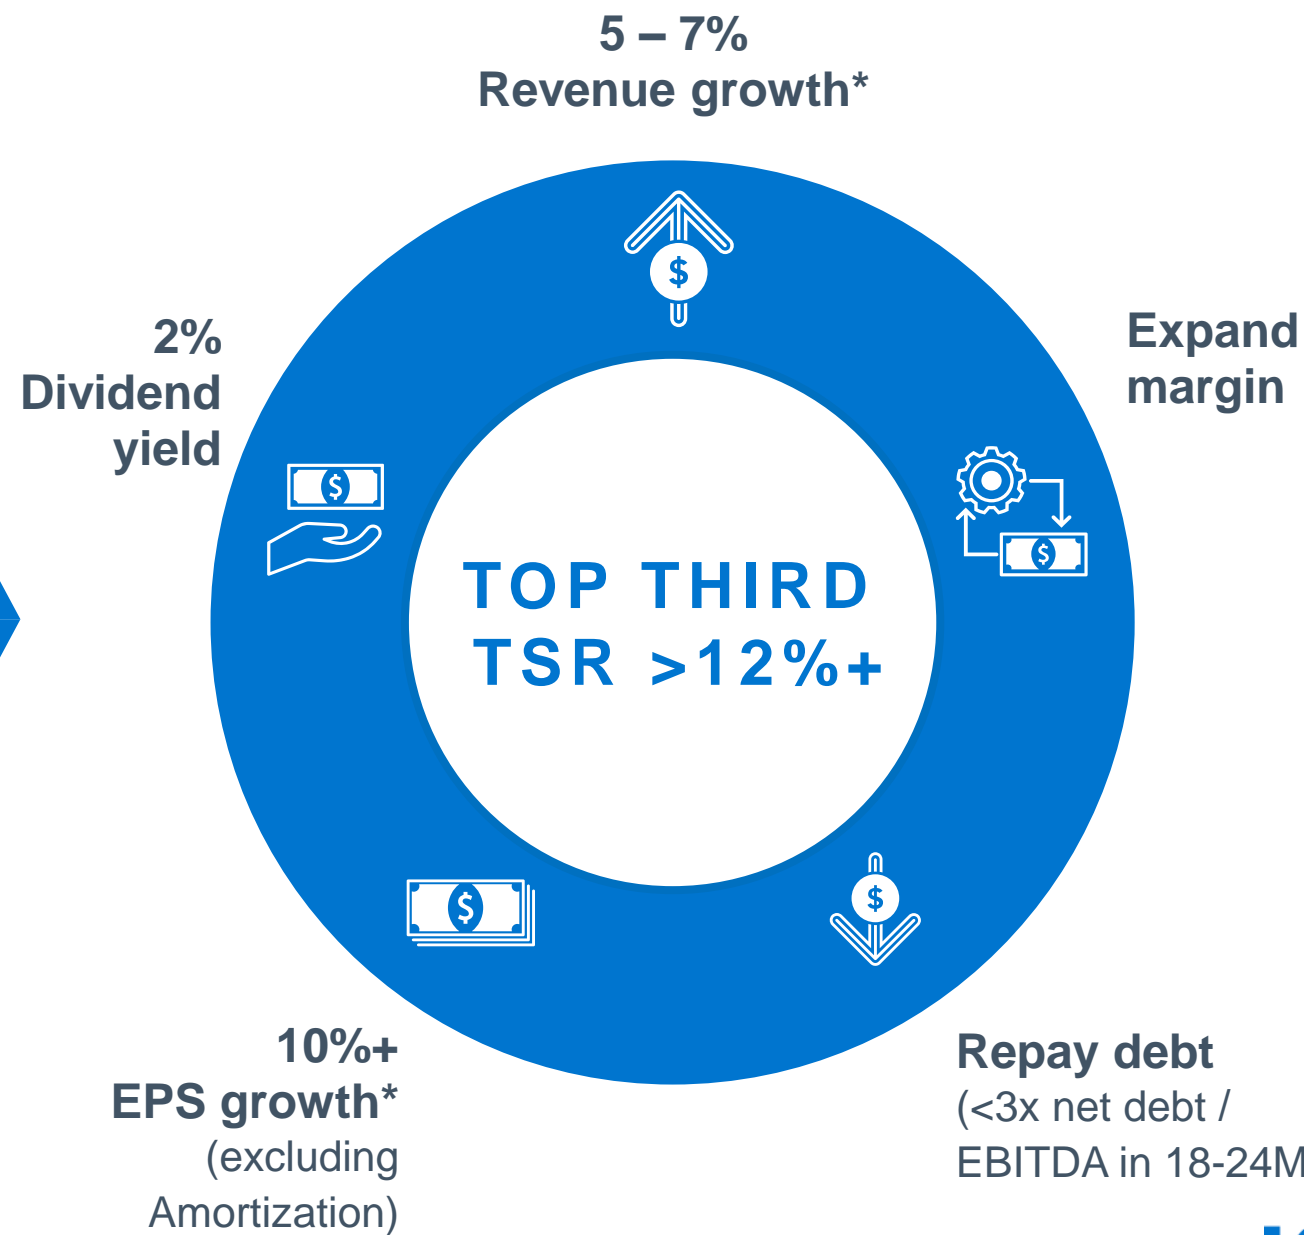 5 – 7%
Revenue growth*
Expand
margin
Repay debt
(<3x net debt /
EBITDA in 18-24M
10%+
EPS growth*
(excluding
Amortization)
2%
Dividend
yield
$
$
$
$
$
TOP THIRD
TSR >12%+